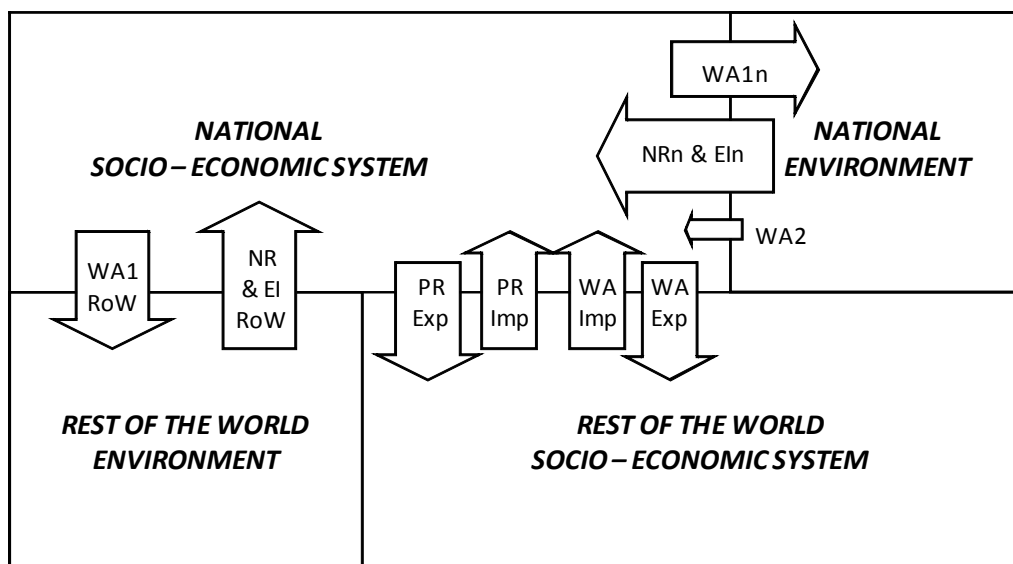 WA1n
NATIONAL
SOCIO – ECONOMIC SYSTEM
NRn & EIn
NATIONAL
ENVIRONMENT
WA2
WA1
RoW
NR
& EI
RoW
PR
Exp
PR
Imp
WA
Imp
WA
Exp
REST OF THE WORLD
ENVIRONMENT
REST OF THE WORLD
SOCIO – ECONOMIC SYSTEM